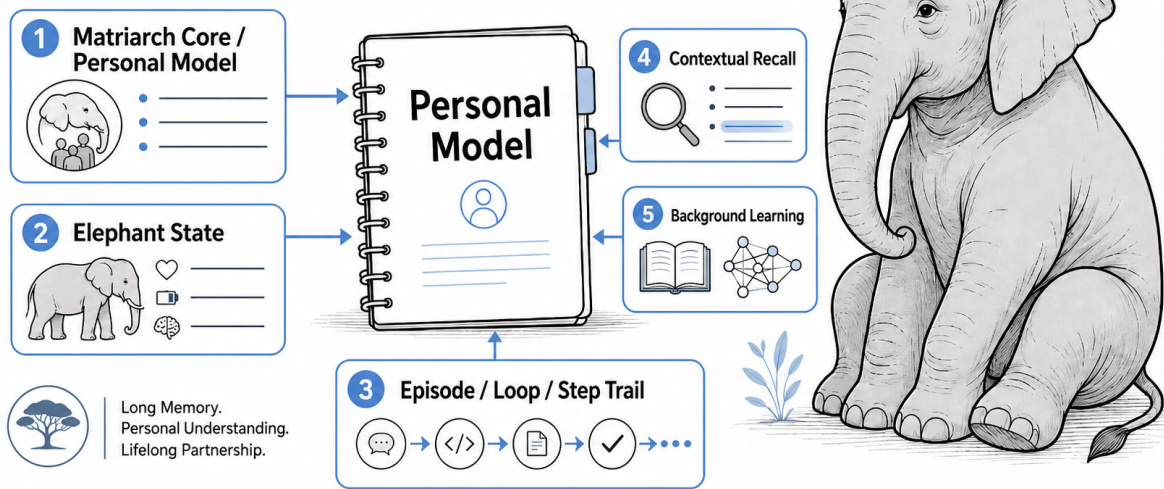 1
Matriarch Core /
Personal Model
2
Elephant State
Long Memory.
Personal Understanding.
Lifelong Partnership.
Personal
Model
3
Episode / Loop / Step Trail
</>
4
Contextual Recall
5
Background Learning